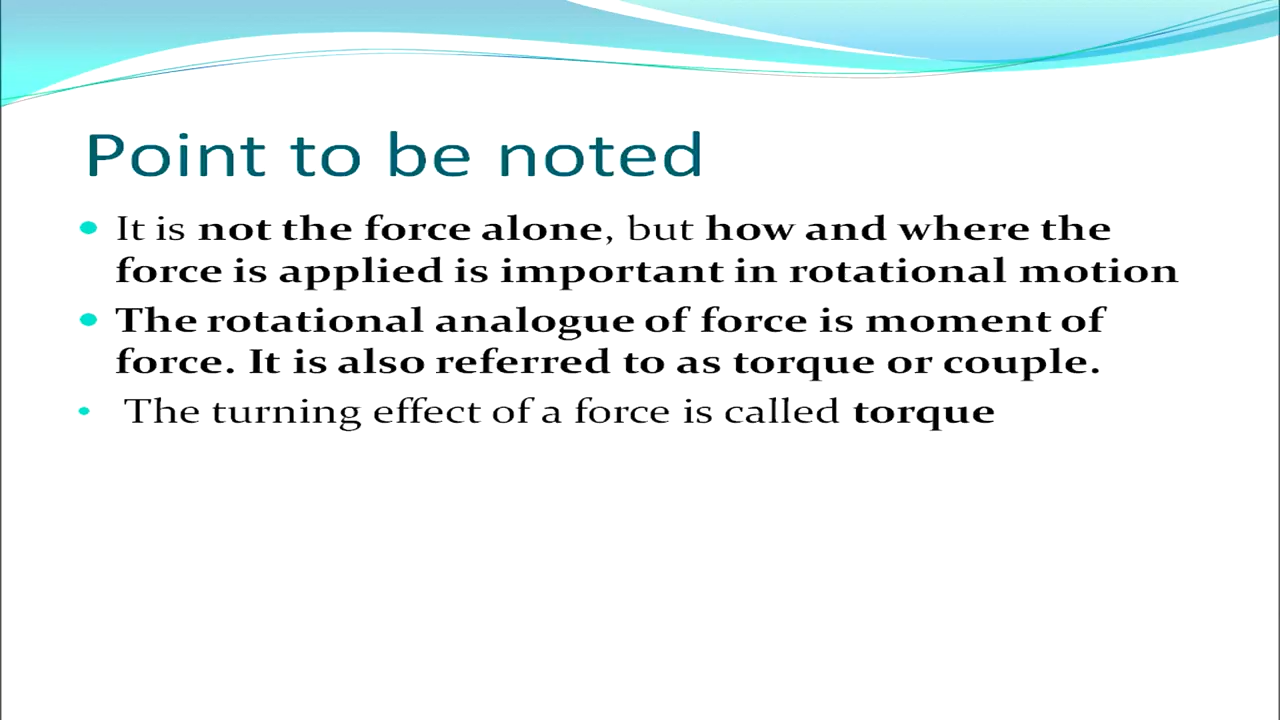 Point to be noted
It is not the force alone, but how and where the
force is applied is important in rotational motion
The rotational analogue of force is moment of
force. It is also referred to as torque or couple.
The turning effect of a force is called torque